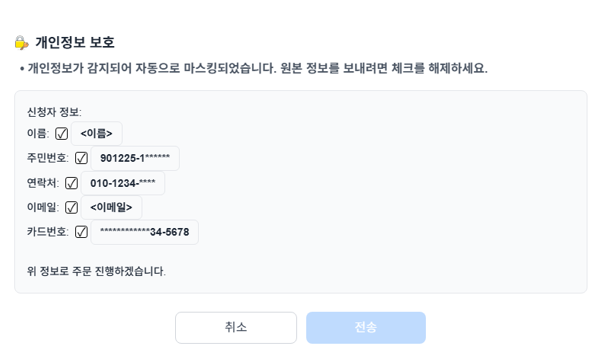 개인정보 보호
• 개인정보가 감지되어 자동으로 마스킹되었습니다. 원본 정보를 보내려면 체크를 해제하세요.
신청자 정보:
이름: <이름>
주민번호: 901225-1******
연락처: 010-1234-****
이메일: <이메일>
카드번호: ************34-5678
위 정보로 주문 진행하겠습니다.
취소 전송